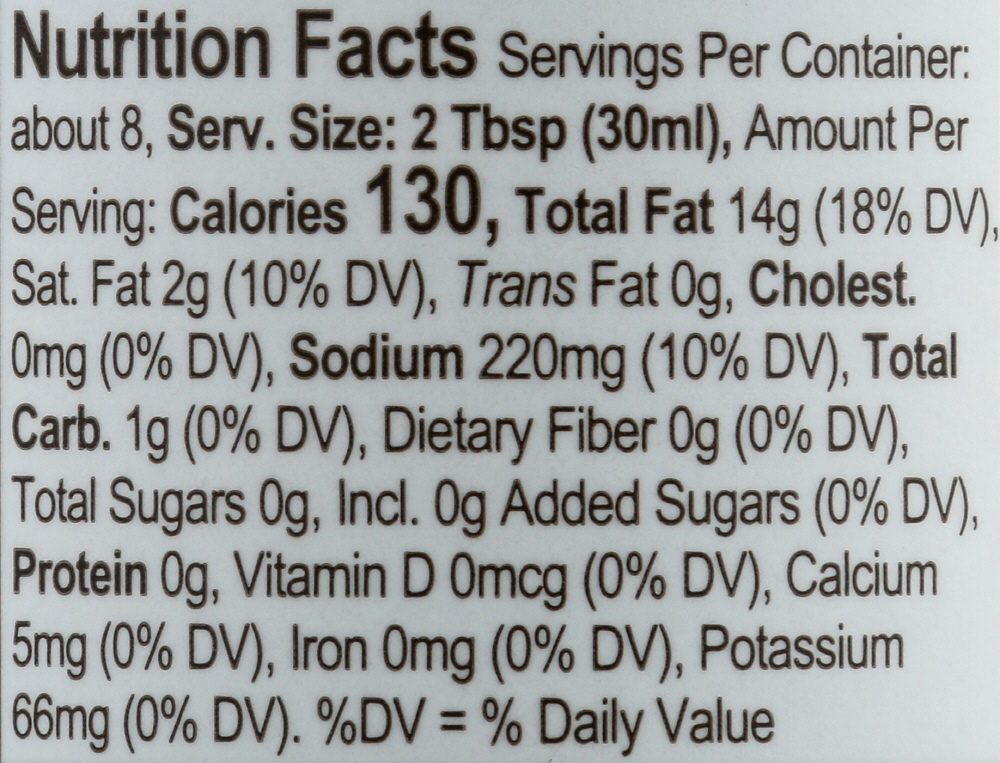 Nutrition Facts Servings Per Container:
about 8, Serv. Size: 2 Tbsp (30ml), Amount Per
Serving: Calories 130, Total Fat 14g (18% DV),
Sat. Fat 2g (10% DV), Trans Fat 0g, Cholest.
0mg (0% DV), Sodium 220mg (10% DV), Total
Carb. 1g (0% DV), Dietary Fiber 0g (0% DV),
Total Sugars 0g, Incl. 0g Added Sugars (0% DV),
Protein 0g, Vitamin D 0mcg (0% DV), Calcium
5mg (0% DV), Iron 0mg (0% DV), Potassium
66mg (0% DV). %DV = % Daily Value